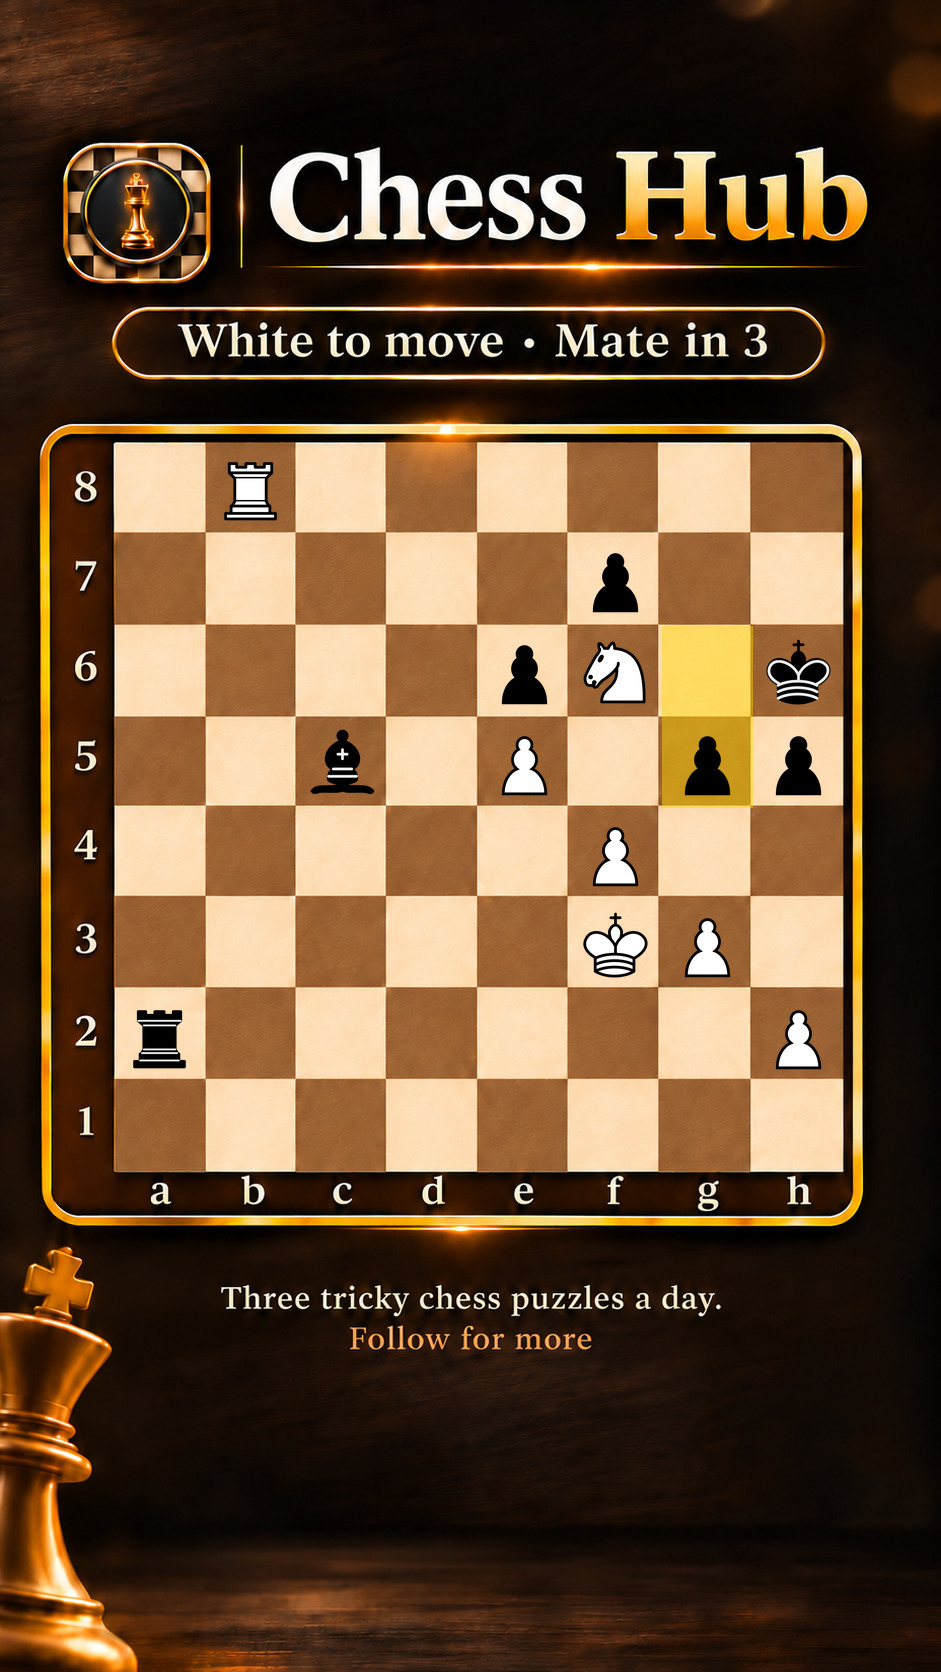 Chess Hub
White to move • Mate in 3
8
7
6
5
4
3
2
1
a b c d e f g h
Three tricky chess puzzles a day.
Follow for more